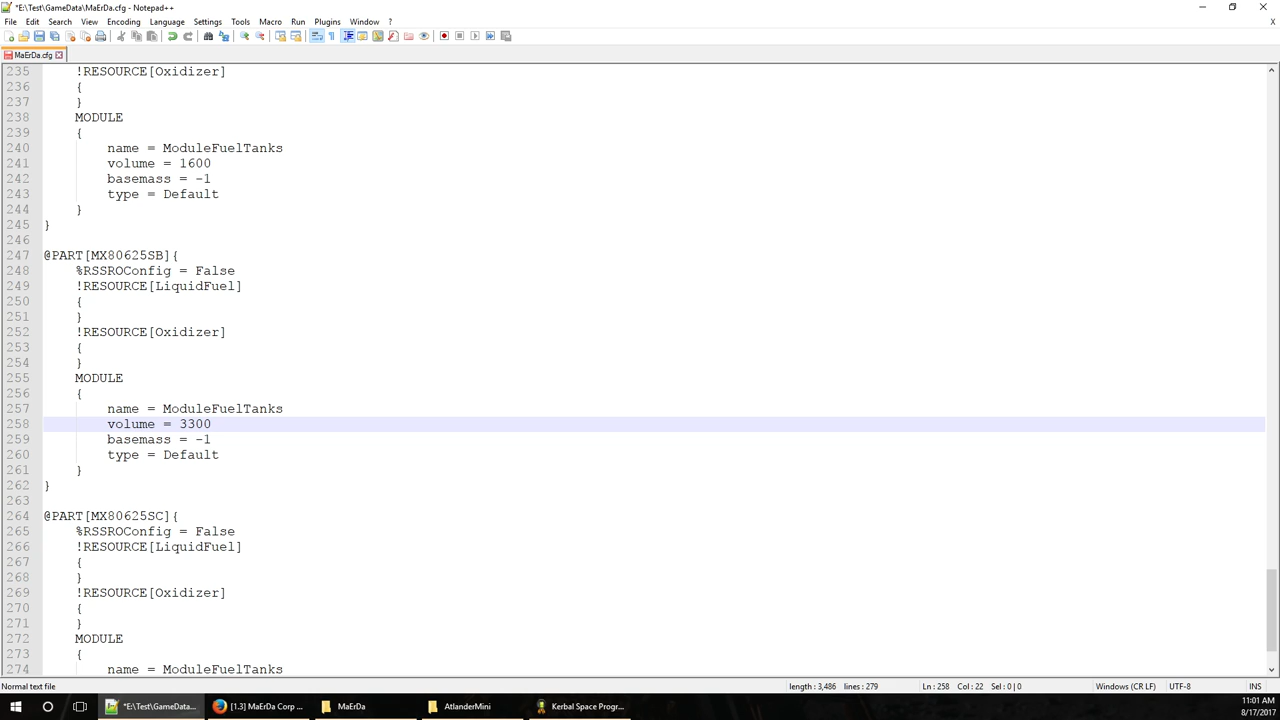 *E:\Test\GameData\MaErDa.cfg - Notepad++
File Edit Search View Encoding Language Settings Tools Macro Run Plugins Window ?
MaErDa.cfg
235 !RESOURCE[Oxidizer]
236 {
237 }
238 MODULE
239 {
240 name = ModuleFuelTanks
241 volume = 1600
242 basemass = -1
243 type = Default
244 }
245 }
246
247 @PART[MX80625SB]{
248 %RSSROConfig = False
249 !RESOURCE[LiquidFuel]
250 {
251 }
252 !RESOURCE[Oxidizer]
253 {
254 }
255 MODULE
256 {
257 name = ModuleFuelTanks
258 volume = 3300
259 basemass = -1
260 type = Default
261 }
262 }
263
264 @PART[MX80625SC]{
265 %RSSROConfig = False
266 !RESOURCE[LiquidFuel]
267 {
268 }
269 !RESOURCE[Oxidizer]
270 {
271 }
272 MODULE
273 {
274 name = ModuleFuelTanks
Normal text file length : 3,486 lines : 279 Ln : 258 Col : 22 Sel : 0 | 0 Windows (CR LF) UTF-8 INS
*E:\Test\GameData... [1.3] MaErDa Corp ... MaErDa AtlanderMini Kerbal Space Progr... 11:01 AM
8/17/2017